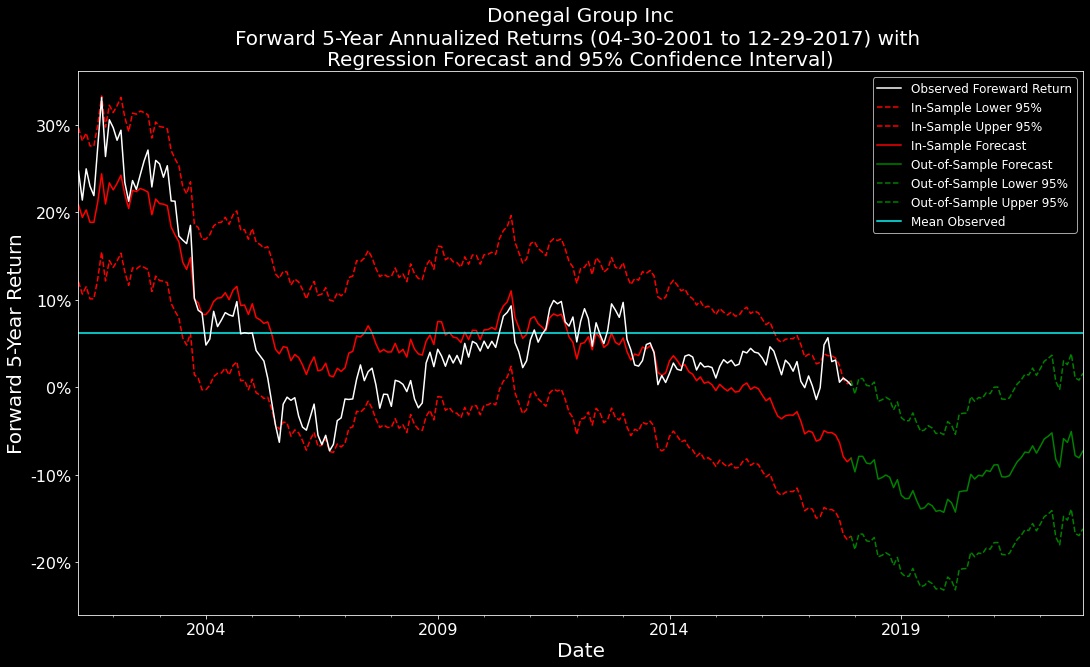 Donegal Group Inc
Forward 5-Year Annualized Returns (04-30-2001 to 12-29-2017) with
Regression Forecast and 95% Confidence Interval)
Observed Foreward Return
In-Sample Lower 95%
In-Sample Upper 95%
In-Sample Forecast
Out-of-Sample Forecast
Out-of-Sample Lower 95%
Out-of-Sample Upper 95%
Mean Observed
Forward 5-Year Return
30%
20%
10%
0%
-10%
-20%
2004
2009
2014
2019
Date